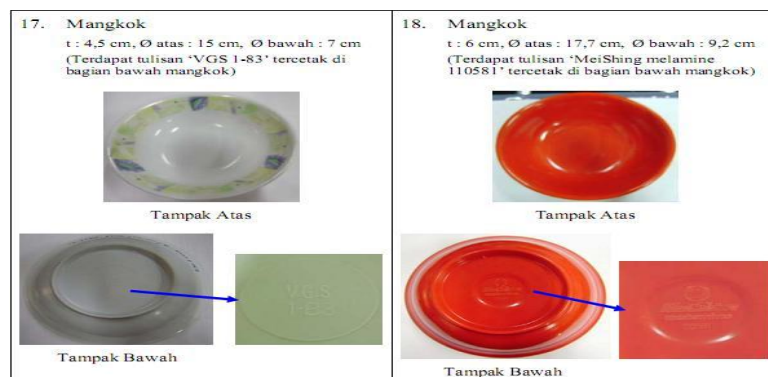 17. Mangkok
t : 4,5 cm, Ø atas : 15 cm, Ø bawah : 7 cm
(Terdapat tulisan ‘VGS 1-83’ tercetak di
bagian bawah mangkok)
Tampak Atas
VGS
1-83
Tampak Bawah
18. Mangkok
t : 6 cm, Ø atas : 17,7 cm, Ø bawah : 9,2 cm
(Terdapat tulisan ‘MeiShing melamine
110581’ tercetak di bagian bawah mangkok)
Tampak Atas
Tampak Bawah